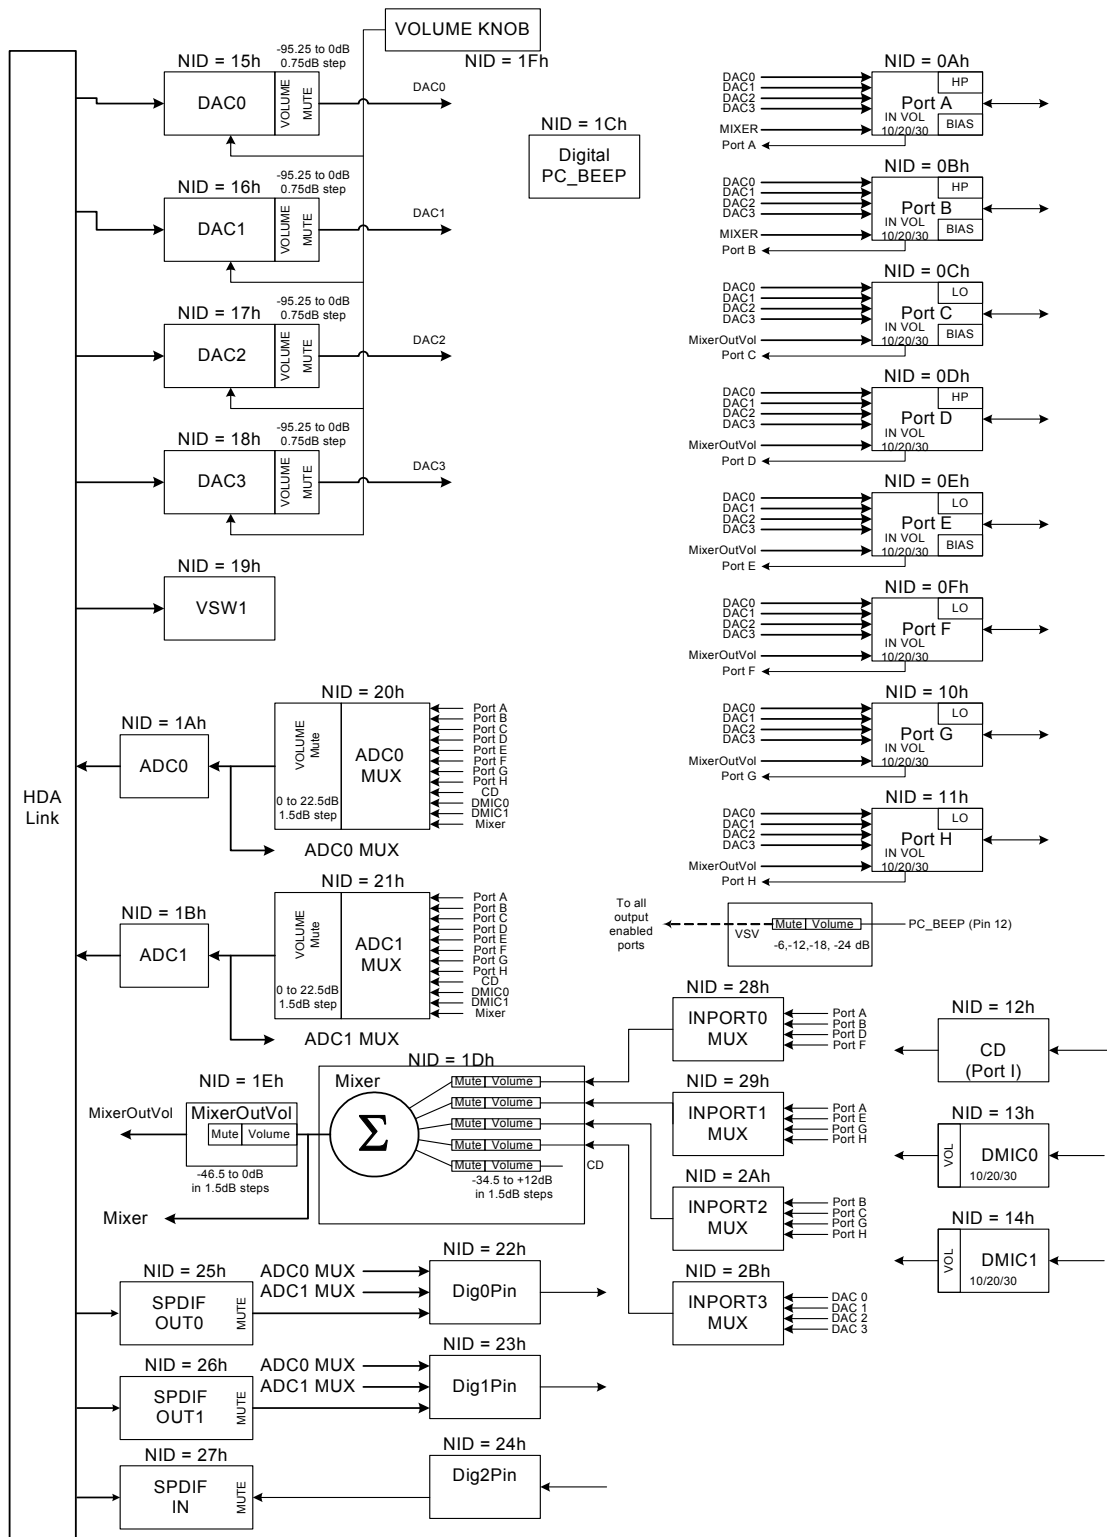 VOLUME KNOB
NID = 1Fh
HDA
Link
NID = 15h
-95.25 to 0dB
0.75dB step
DAC0
VOLUME
MUTE
DAC0
NID = 16h
-95.25 to 0dB
0.75dB step
DAC1
VOLUME
MUTE
DAC1
NID = 17h
-95.25 to 0dB
0.75dB step
DAC2
VOLUME
MUTE
DAC2
NID = 18h
-95.25 to 0dB
0.75dB step
DAC3
VOLUME
MUTE
DAC3
NID = 19h
VSW1
NID = 1Ch
Digital
PC_BEEP
NID = 1Ah
ADC0
NID = 20h
VOLUME
Mute
0 to 22.5dB
1.5dB step
ADC0
MUX
Port A
Port B
Port C
Port D
Port E
Port F
Port G
Port H
CD
DMIC0
DMIC1
Mixer
ADC0 MUX
NID = 1Bh
ADC1
NID = 21h
VOLUME
Mute
0 to 22.5dB
1.5dB step
ADC1
MUX
Port A
Port B
Port C
Port D
Port E
Port F
Port G
Port H
CD
DMIC0
DMIC1
Mixer
ADC1 MUX
NID = 1Dh
Mixer
Σ
Mute Volume
Mute Volume
Mute Volume
Mute Volume
Mute Volume
CD
-34.5 to +12dB
in 1.5dB steps
NID = 1Eh
MixerOutVol
MixerOutVol
Mute Volume
-46.5 to 0dB
in 1.5dB steps
Mixer
NID = 25h
SPDIF
OUT0
MUTE
ADC0 MUX
ADC1 MUX
NID = 22h
Dig0Pin
NID = 26h
SPDIF
OUT1
MUTE
ADC0 MUX
ADC1 MUX
NID = 23h
Dig1Pin
NID = 27h
SPDIF
IN
MUTE
NID = 24h
Dig2Pin
NID = 0Ah
DAC0
DAC1
DAC2
DAC3
MIXER
Port A
HP
Port A
IN VOL
10/20/30
BIAS
NID = 0Bh
DAC0
DAC1
DAC2
DAC3
MIXER
Port B
HP
Port B
IN VOL
10/20/30
BIAS
NID = 0Ch
DAC0
DAC1
DAC2
DAC3
MixerOutVol
Port C
LO
Port C
IN VOL
10/20/30
BIAS
NID = 0Dh
DAC0
DAC1
DAC2
DAC3
MixerOutVol
Port D
HP
Port D
IN VOL
10/20/30
NID = 0Eh
DAC0
DAC1
DAC2
DAC3
MixerOutVol
Port E
LO
Port E
IN VOL
10/20/30
BIAS
NID = 0Fh
DAC0
DAC1
DAC2
DAC3
MixerOutVol
Port F
LO
Port F
IN VOL
10/20/30
NID = 10h
DAC0
DAC1
DAC2
DAC3
MixerOutVol
Port G
LO
Port G
IN VOL
10/20/30
NID = 11h
DAC0
DAC1
DAC2
DAC3
MixerOutVol
Port H
LO
Port H
IN VOL
10/20/30
To all
output
enabled
ports
VSV
Mute Volume
-6,-12,-18, -24 dB
PC_BEEP (Pin 12)
NID = 28h
INPORT0
MUX
Port A
Port B
Port D
Port F
NID = 29h
INPORT1
MUX
Port A
Port E
Port G
Port H
NID = 2Ah
INPORT2
MUX
Port B
Port C
Port G
Port H
NID = 2Bh
INPORT3
MUX
DAC 0
DAC 1
DAC 2
DAC 3
NID = 12h
CD
(Port I)
NID = 13h
VOL
DMIC0
10/20/30
NID = 14h
VOL
DMIC1
10/20/30